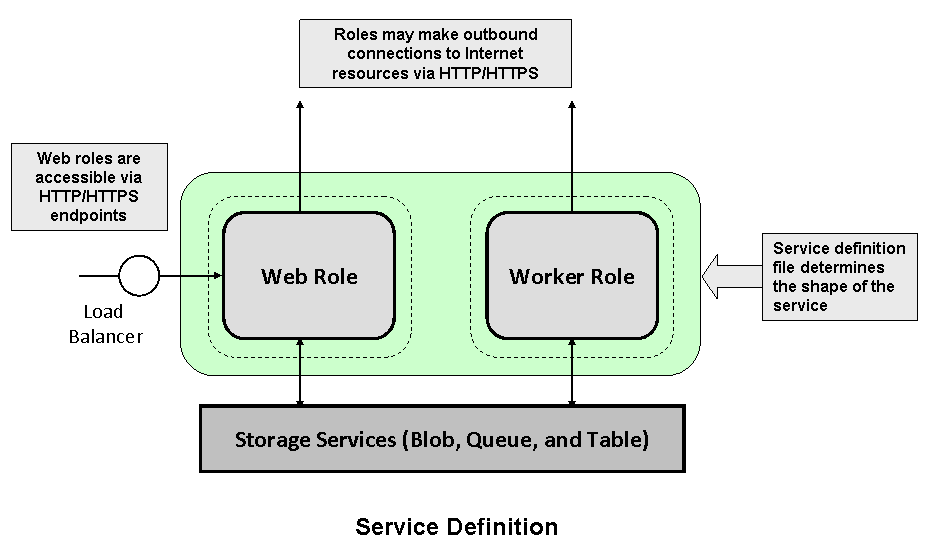 Roles may make outbound
connections to Internet
resources via HTTP/HTTPS
Web roles are
accessible via
HTTP/HTTPS
endpoints
Web Role
Worker Role
Service definition
file determines
the shape of the
service
Load
Balancer
Storage Services (Blob, Queue, and Table)
Service Definition